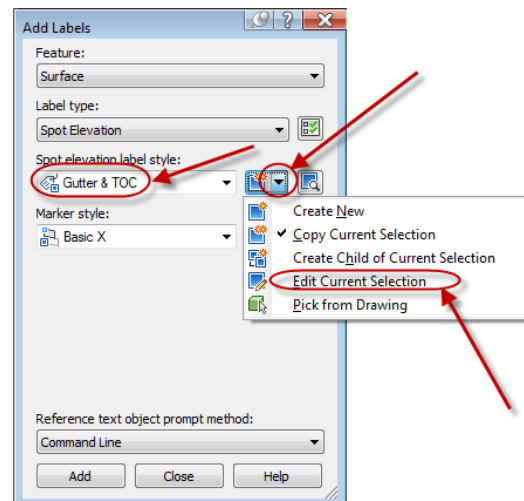 Add Labels
?
X
Feature:
Surface
Label type:
Spot Elevation
Spot elevation label style:
Gutter & TOC
Marker style:
Basic X
Create New
Copy Current Selection
Create Child of Current Selection
Edit Current Selection
Pick from Drawing
Reference text object prompt method:
Command Line
Add Close Help